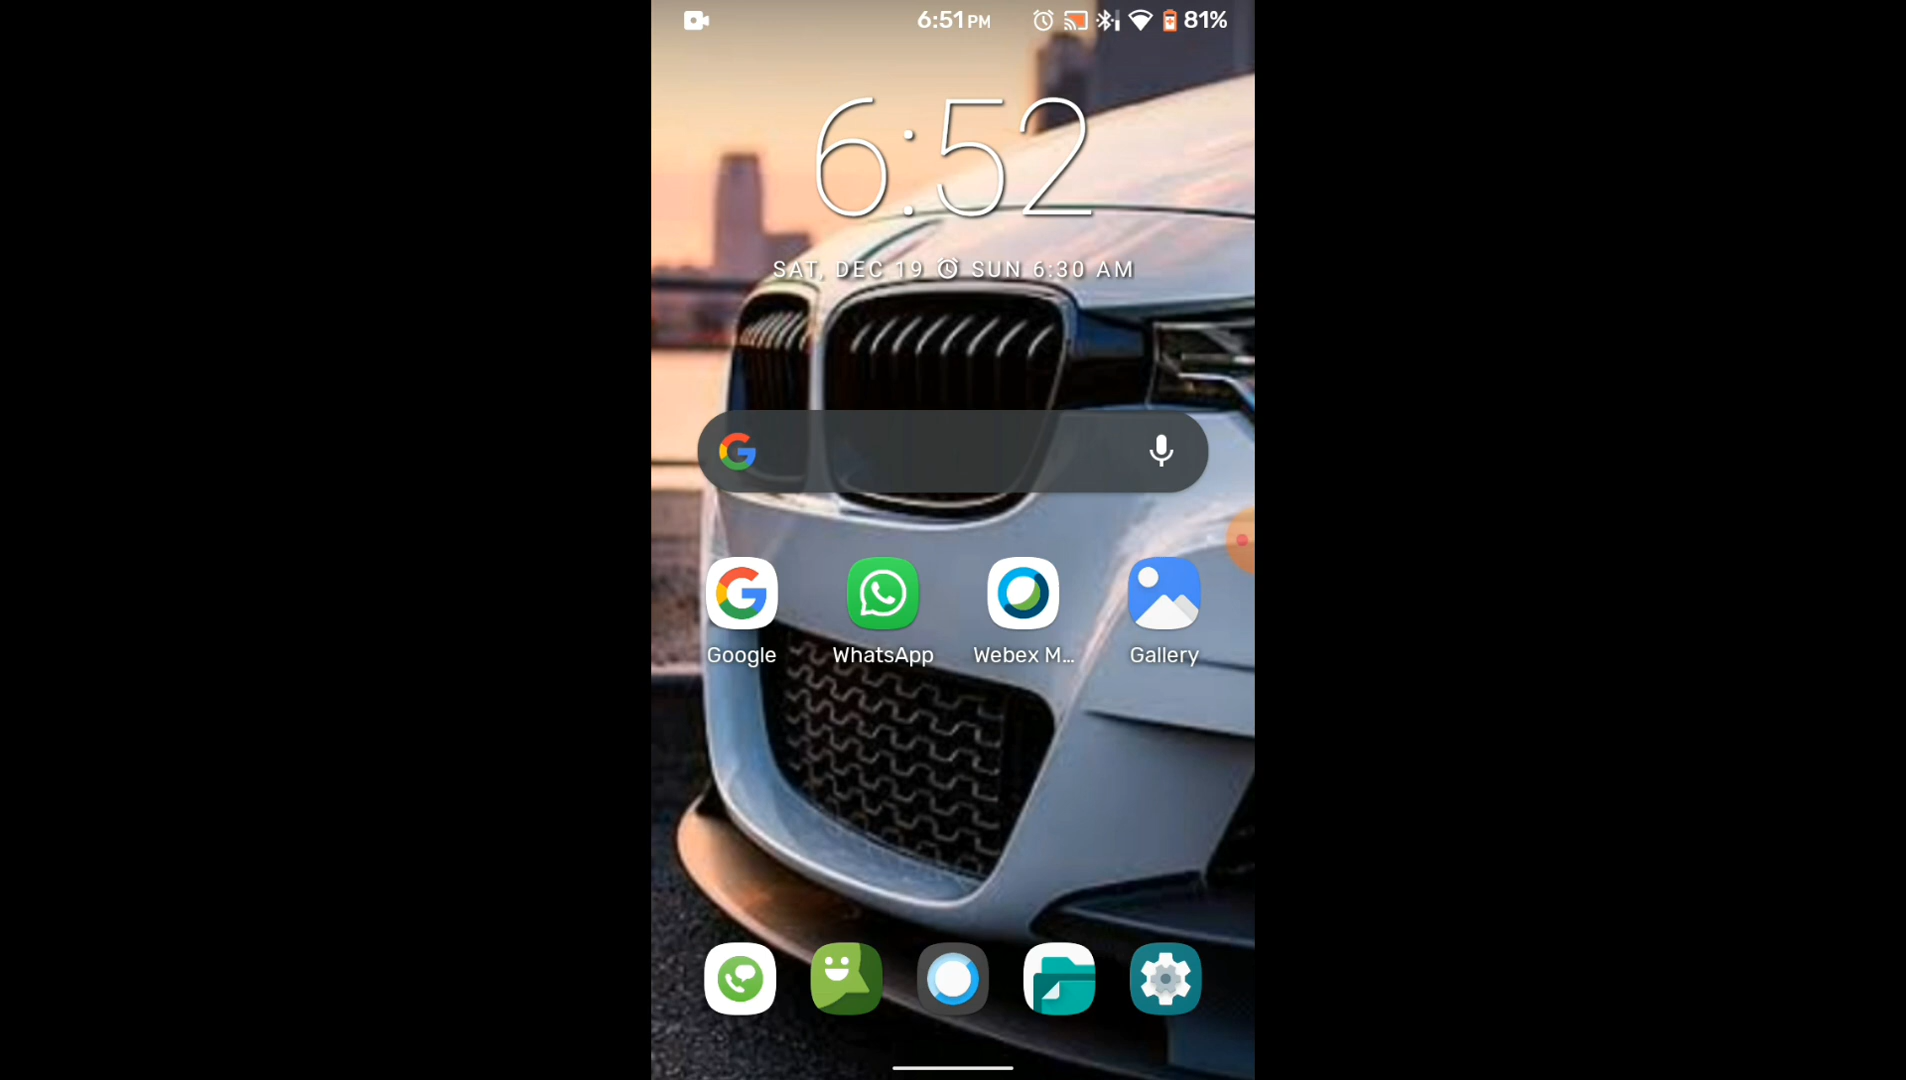 6:51 PM 81%
6:52
SAT, DEC 19 SUN 6:30 AM
Google WhatsApp Webex M... Gallery